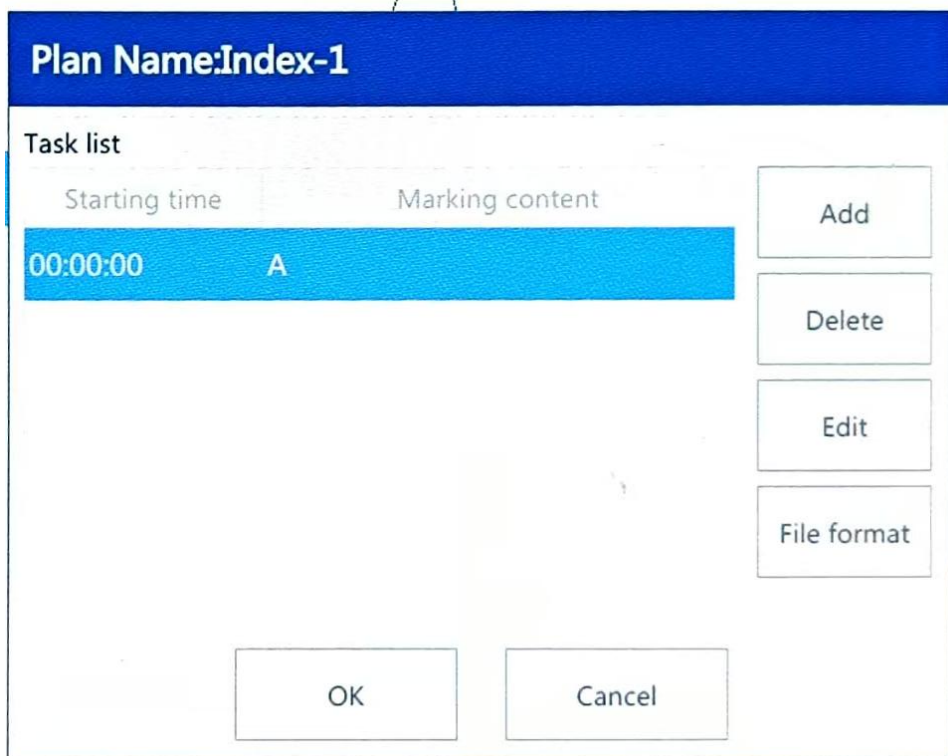 Plan Name:Index-1
Task list
Starting time Marking content
00:00:00 A
Add
Delete
Edit
File format
OK Cancel